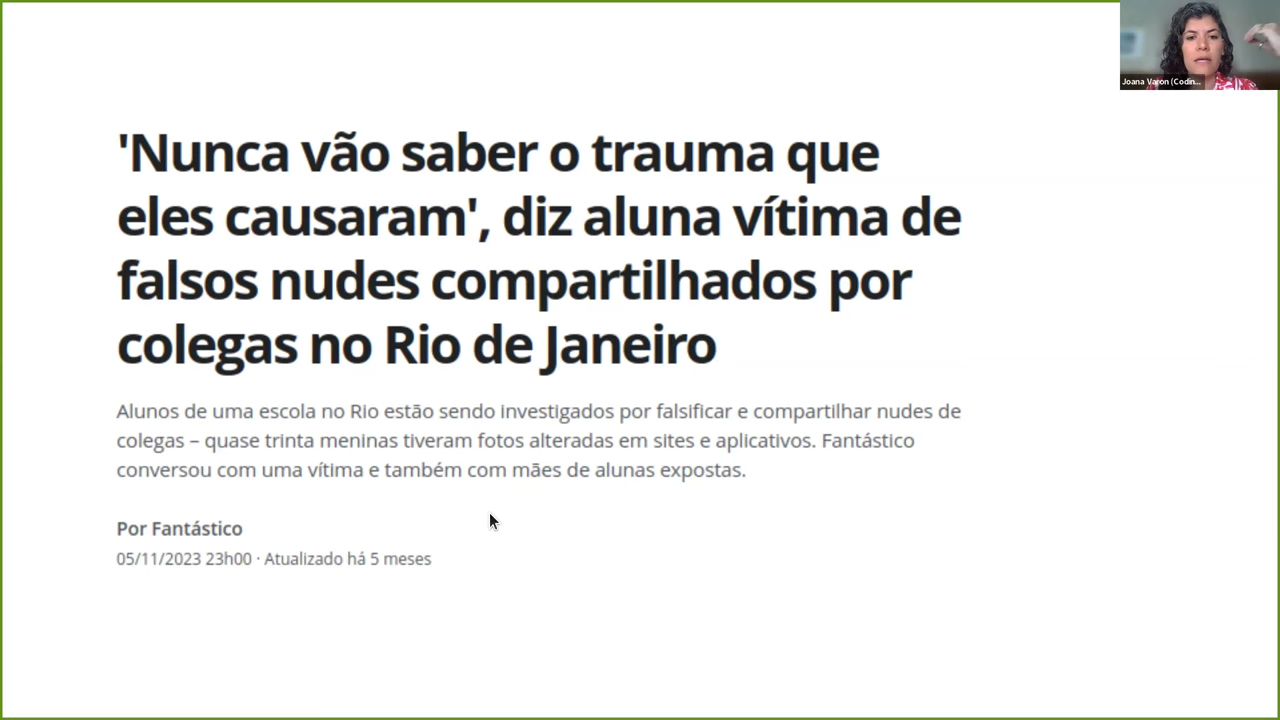 Joana Varon (Codin...
'Nunca vão saber o trauma que
eles causaram', diz aluna vítima de
falsos nudes compartilhados por
colegas no Rio de Janeiro
Alunos de uma escola no Rio estão sendo investigados por falsificar e compartilhar nudes de
colegas – quase trinta meninas tiveram fotos alteradas em sites e aplicativos. Fantástico
conversou com uma vítima e também com mães de alunas expostas.
Por Fantástico
05/11/2023 23h00 · Atualizado há 5 meses